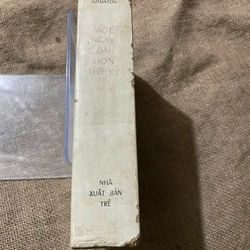 AITMATOV
MỘT
NGÀY
DÀI
HƠN
THẾ KỶ
NHÀ
XUẤT BẢN
TRẺ